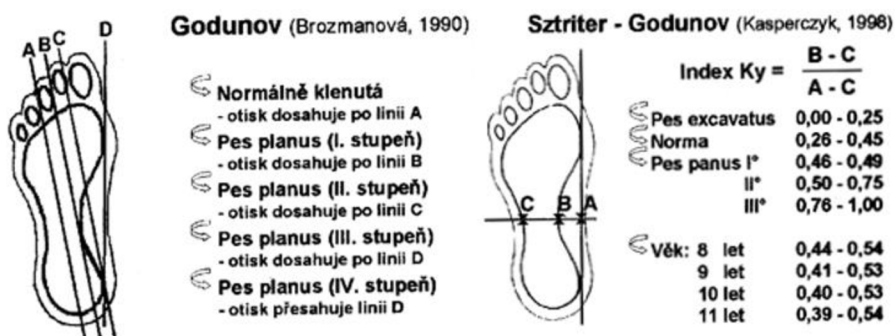 Godunov (Brozmanová, 1990)
A B C D
Normálně klenutá
- otisk dosahuje po linii A
Pes planus (I. stupeň)
- otisk dosahuje po linii B
Pes planus (II. stupeň)
- otisk dosahuje po linii C
Pes planus (III. stupeň)
- otisk dosahuje po linii D
Pes planus (IV. stupeň)
- otisk přesahuje linii D
Sztriter - Godunov (Kasperczyk, 1998)
C B A
Index Ky = B - C
A - C
Pes excavatus 0,00 - 0,25
Norma 0,26 - 0,45
Pes panus I° 0,46 - 0,49
II° 0,50 - 0,75
III° 0,76 - 1,00
Věk: 8 let 0,44 - 0,54
9 let 0,41 - 0,53
10 let 0,40 - 0,53
11 let 0,39 - 0,54